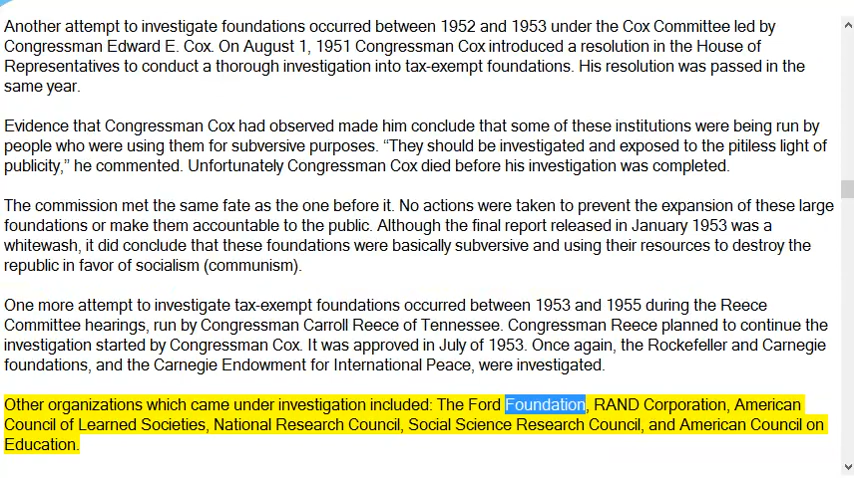 Another attempt to investigate foundations occurred between 1952 and 1953 under the Cox Committee led by
Congressman Edward E. Cox. On August 1, 1951 Congressman Cox introduced a resolution in the House of
Representatives to conduct a thorough investigation into tax-exempt foundations. His resolution was passed in the
same year.
Evidence that Congressman Cox had observed made him conclude that some of these institutions were being run by
people who were using them for subversive purposes. “They should be investigated and exposed to the pitiless light of
publicity,” he commented. Unfortunately Congressman Cox died before his investigation was completed.
The commission met the same fate as the one before it. No actions were taken to prevent the expansion of these large
foundations or make them accountable to the public. Although the final report released in January 1953 was a
whitewash, it did conclude that these foundations were basically subversive and using their resources to destroy the
republic in favor of socialism (communism).
One more attempt to investigate tax-exempt foundations occurred between 1953 and 1955 during the Reece
Committee hearings, run by Congressman Carroll Reece of Tennessee. Congressman Reece planned to continue the
investigation started by Congressman Cox. It was approved in July of 1953. Once again, the Rockefeller and Carnegie
foundations, and the Carnegie Endowment for International Peace, were investigated.
Other organizations which came under investigation included: The Ford Foundation, RAND Corporation, American
Council of Learned Societies, National Research Council, Social Science Research Council, and American Council on
Education.